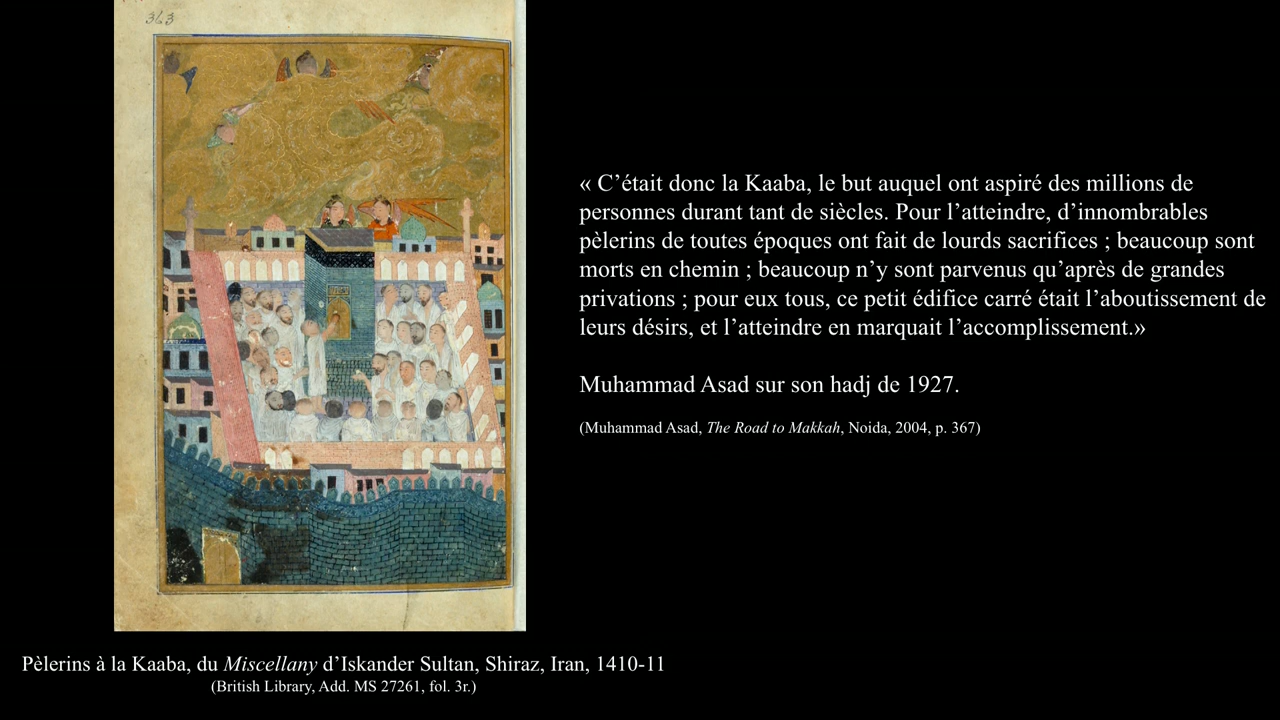 363
« C’était donc la Kaaba, le but auquel ont aspiré des millions de
personnes durant tant de siècles. Pour l’atteindre, d’innombrables
pèlerins de toutes époques ont fait de lourds sacrifices ; beaucoup sont
morts en chemin ; beaucoup n’y sont parvenus qu’après de grandes
privations ; pour eux tous, ce petit édifice carré était l’aboutissement de
leurs désirs, et l’atteindre en marquait l’accomplissement.»
Muhammad Asad sur son hadj de 1927.
(Muhammad Asad, The Road to Makkah, Noida, 2004, p. 367)
Pèlerins à la Kaaba, du Miscellany d’Iskander Sultan, Shiraz, Iran, 1410-11
(British Library, Add. MS 27261, fol. 3r.)